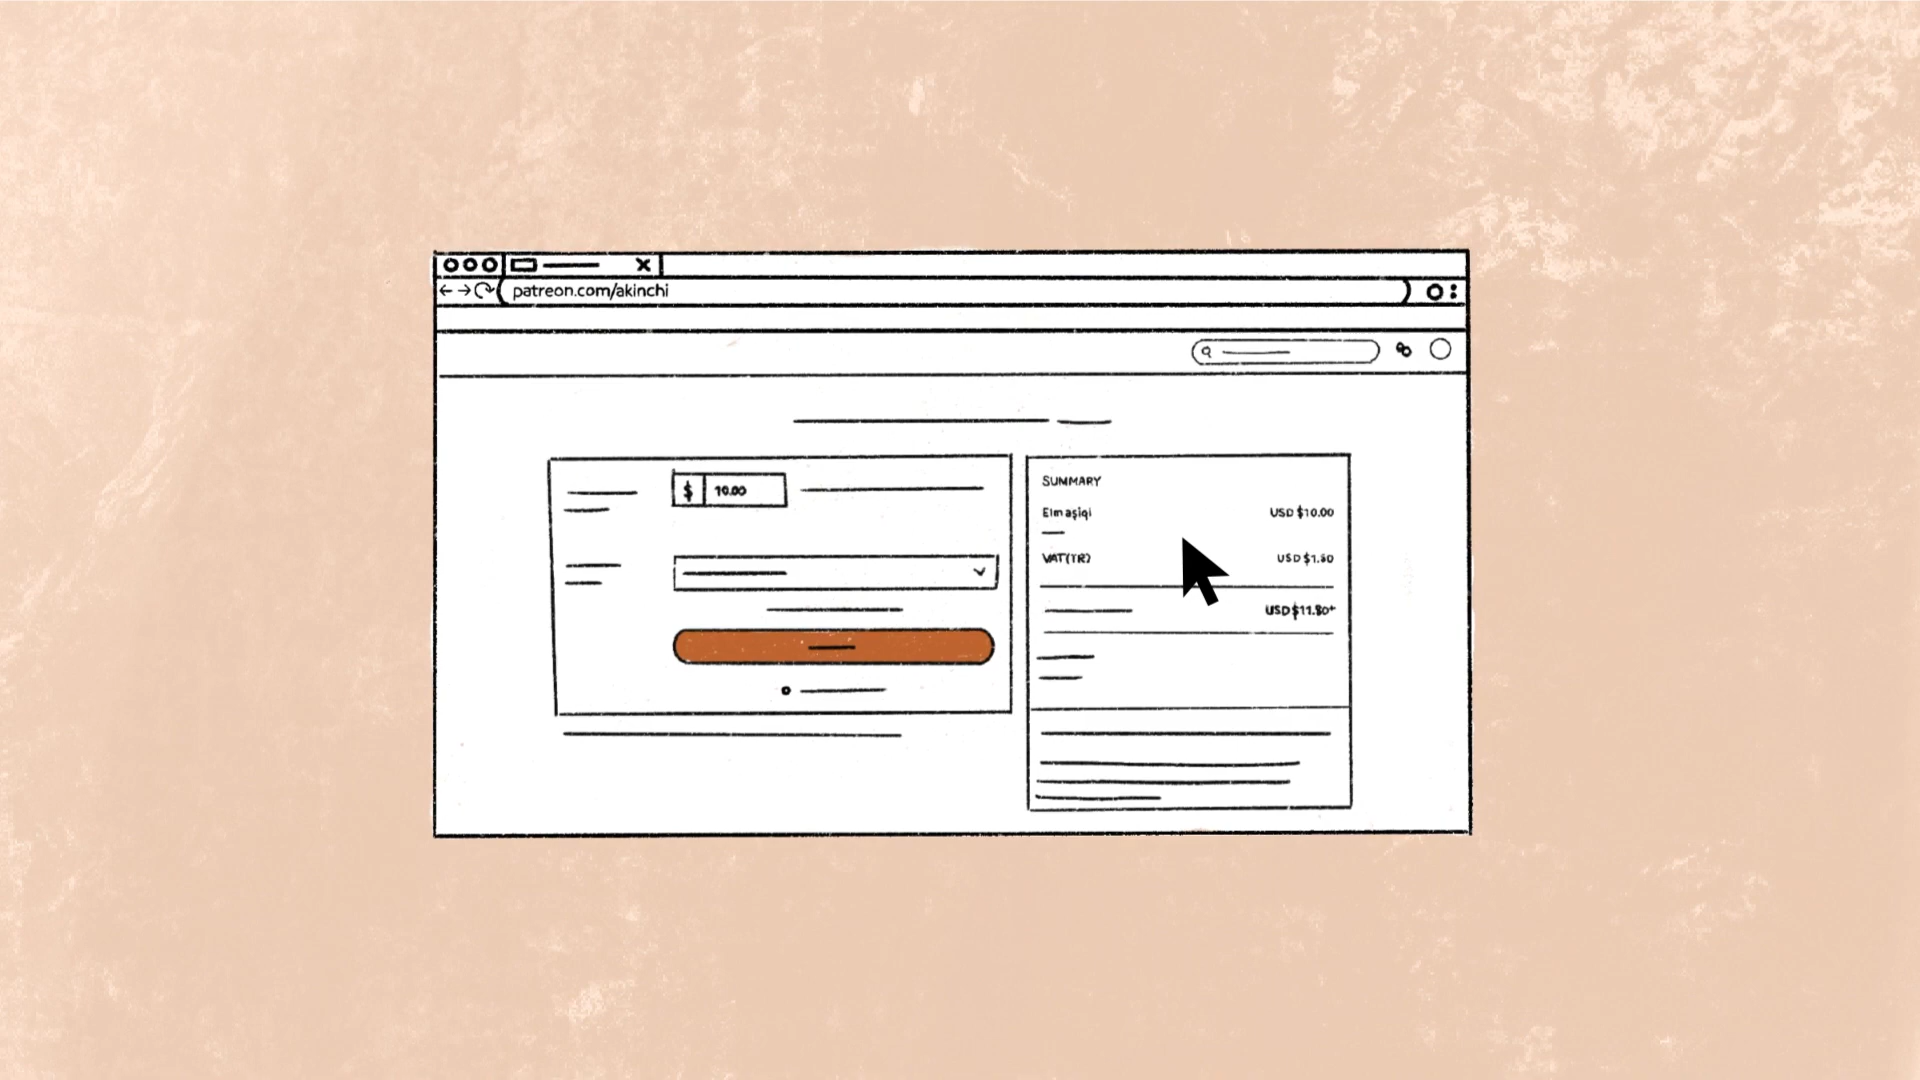 patreon.com/akinchi
$ 10.00
SUMMARY
Elm aşiqi USD $10.00
VAT(TR) USD $1.80
USD $11.80*